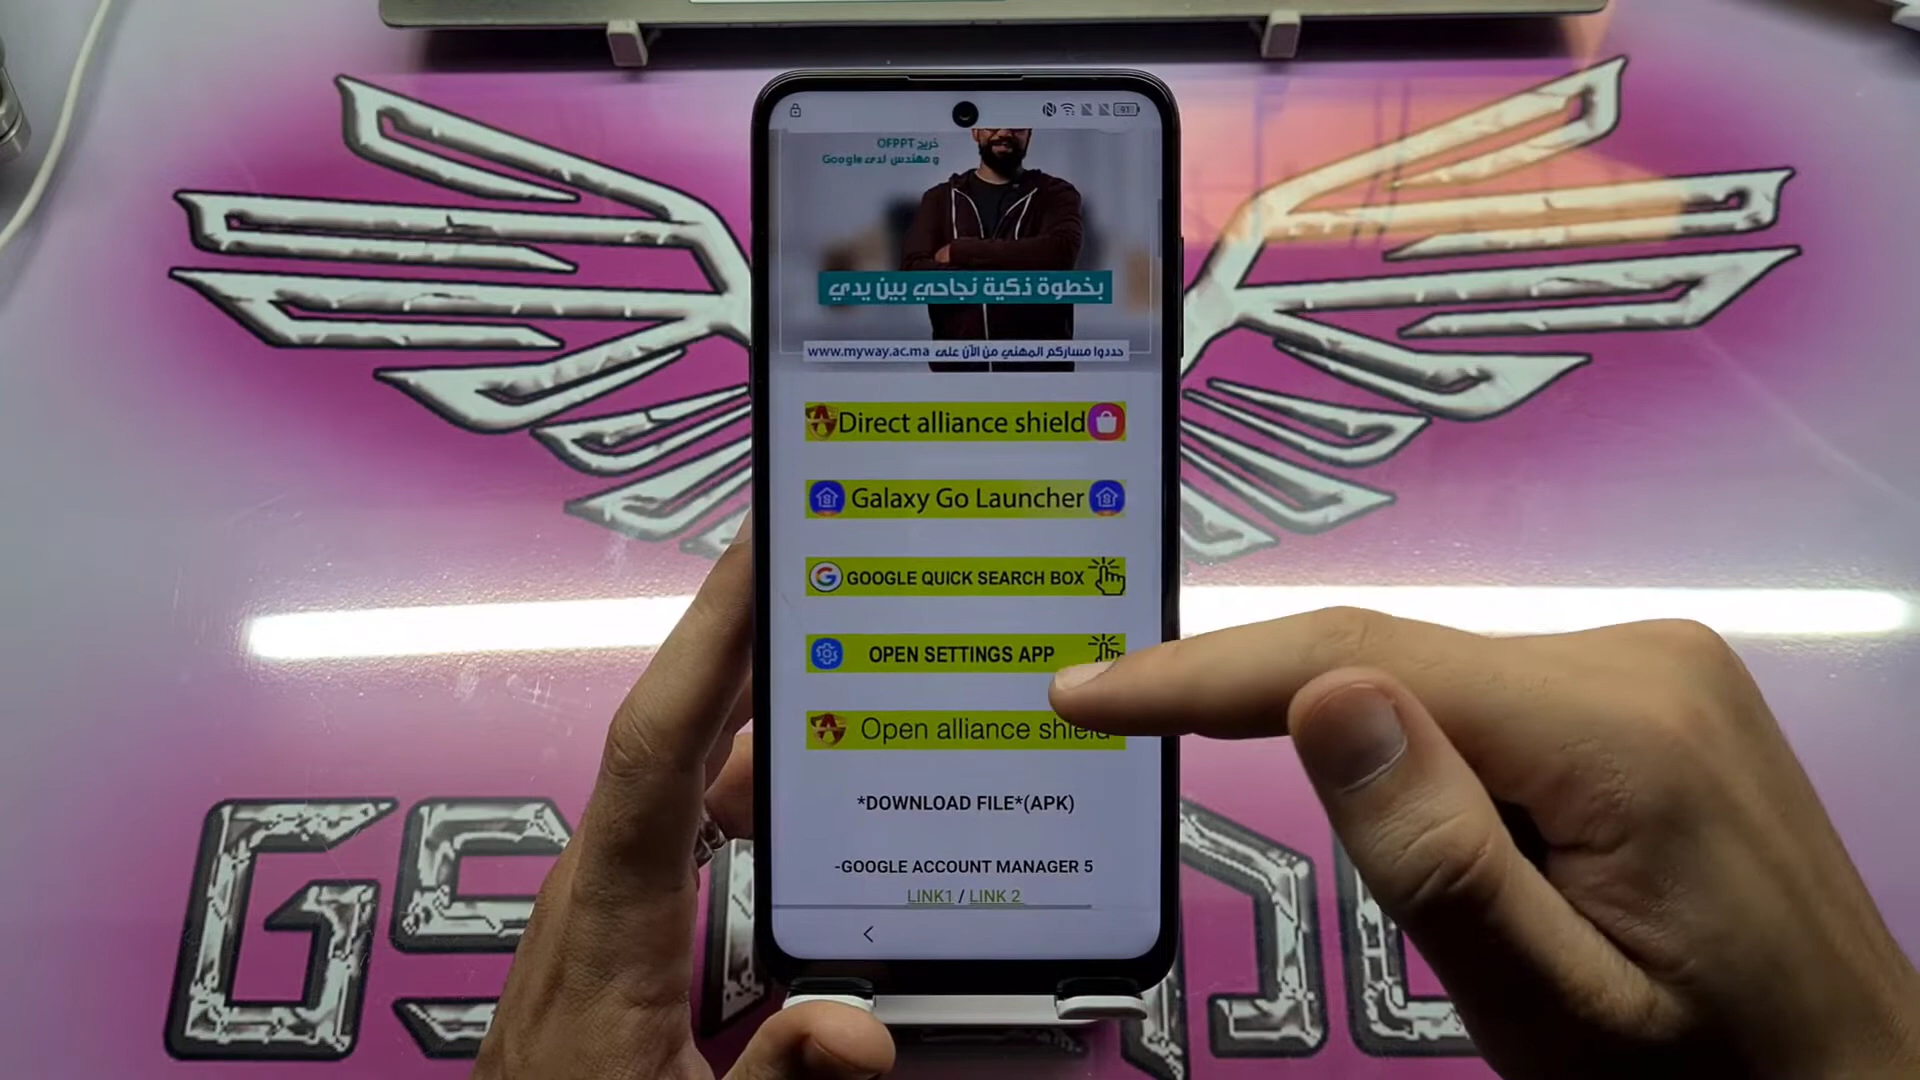 91
خريج OFPPT
و مهندس لدى Google
بخطوة ذكية نجاحي بين يدي
حددوا مساركم المهني من الآن على www.myway.ac.ma
Direct alliance shield
Galaxy Go Launcher
GOOGLE QUICK SEARCH BOX
OPEN SETTINGS APP
Open alliance shield
*DOWNLOAD FILE*(APK)
-GOOGLE ACCOUNT MANAGER 5
LINK1 / LINK 2